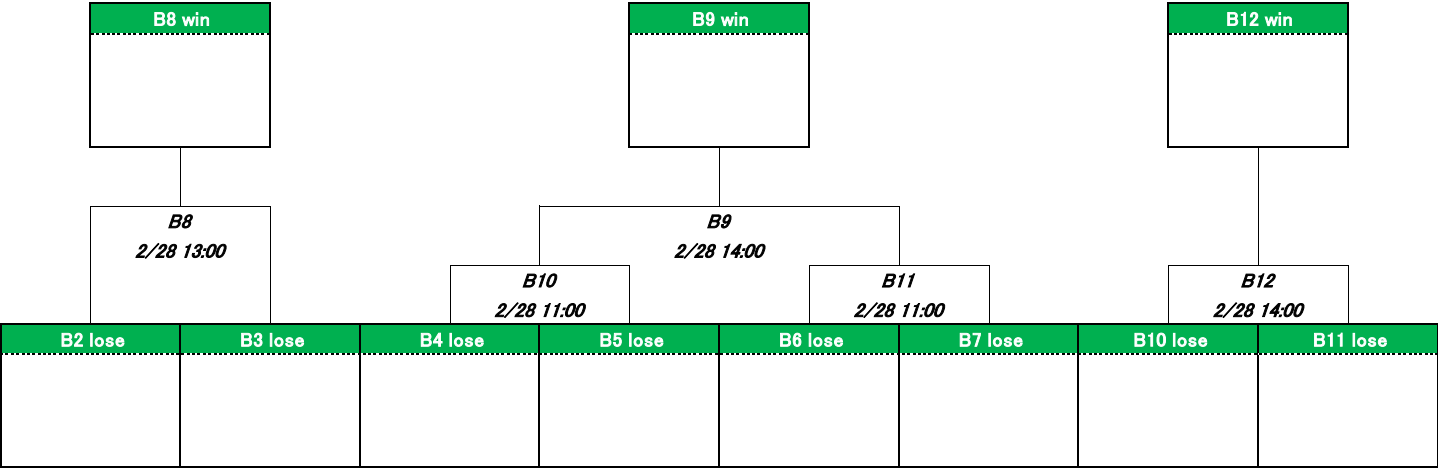 B8 win
B9 win
B12 win
B8
2/28 13:00
B9
2/28 14:00
B10
2/28 11:00
B11
2/28 11:00
B12
2/28 14:00
B2 lose
B3 lose
B4 lose
B5 lose
B6 lose
B7 lose
B10 lose
B11 lose